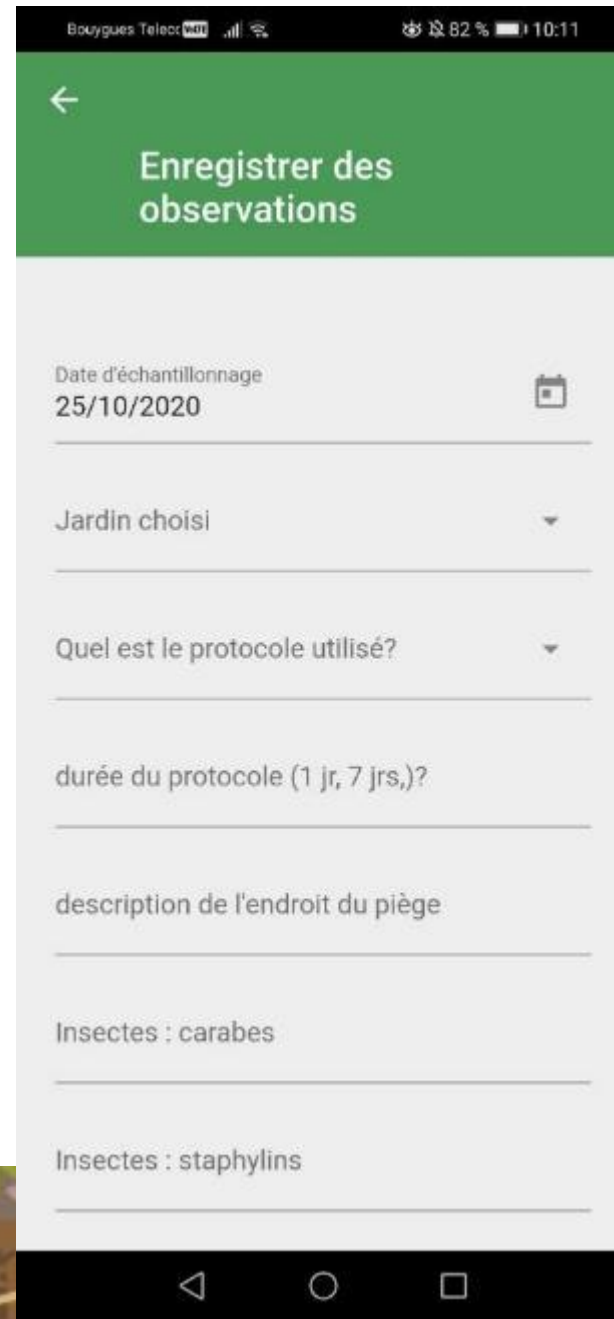 Bouygues Telec 82 % 10:11
Enregistrer des
observations
Date d'échantillonnage
25/10/2020
Jardin choisi
Quel est le protocole utilisé?
durée du protocole (1 jr, 7 jrs,)?
description de l'endroit du piège
Insectes : carabes
Insectes : staphylins